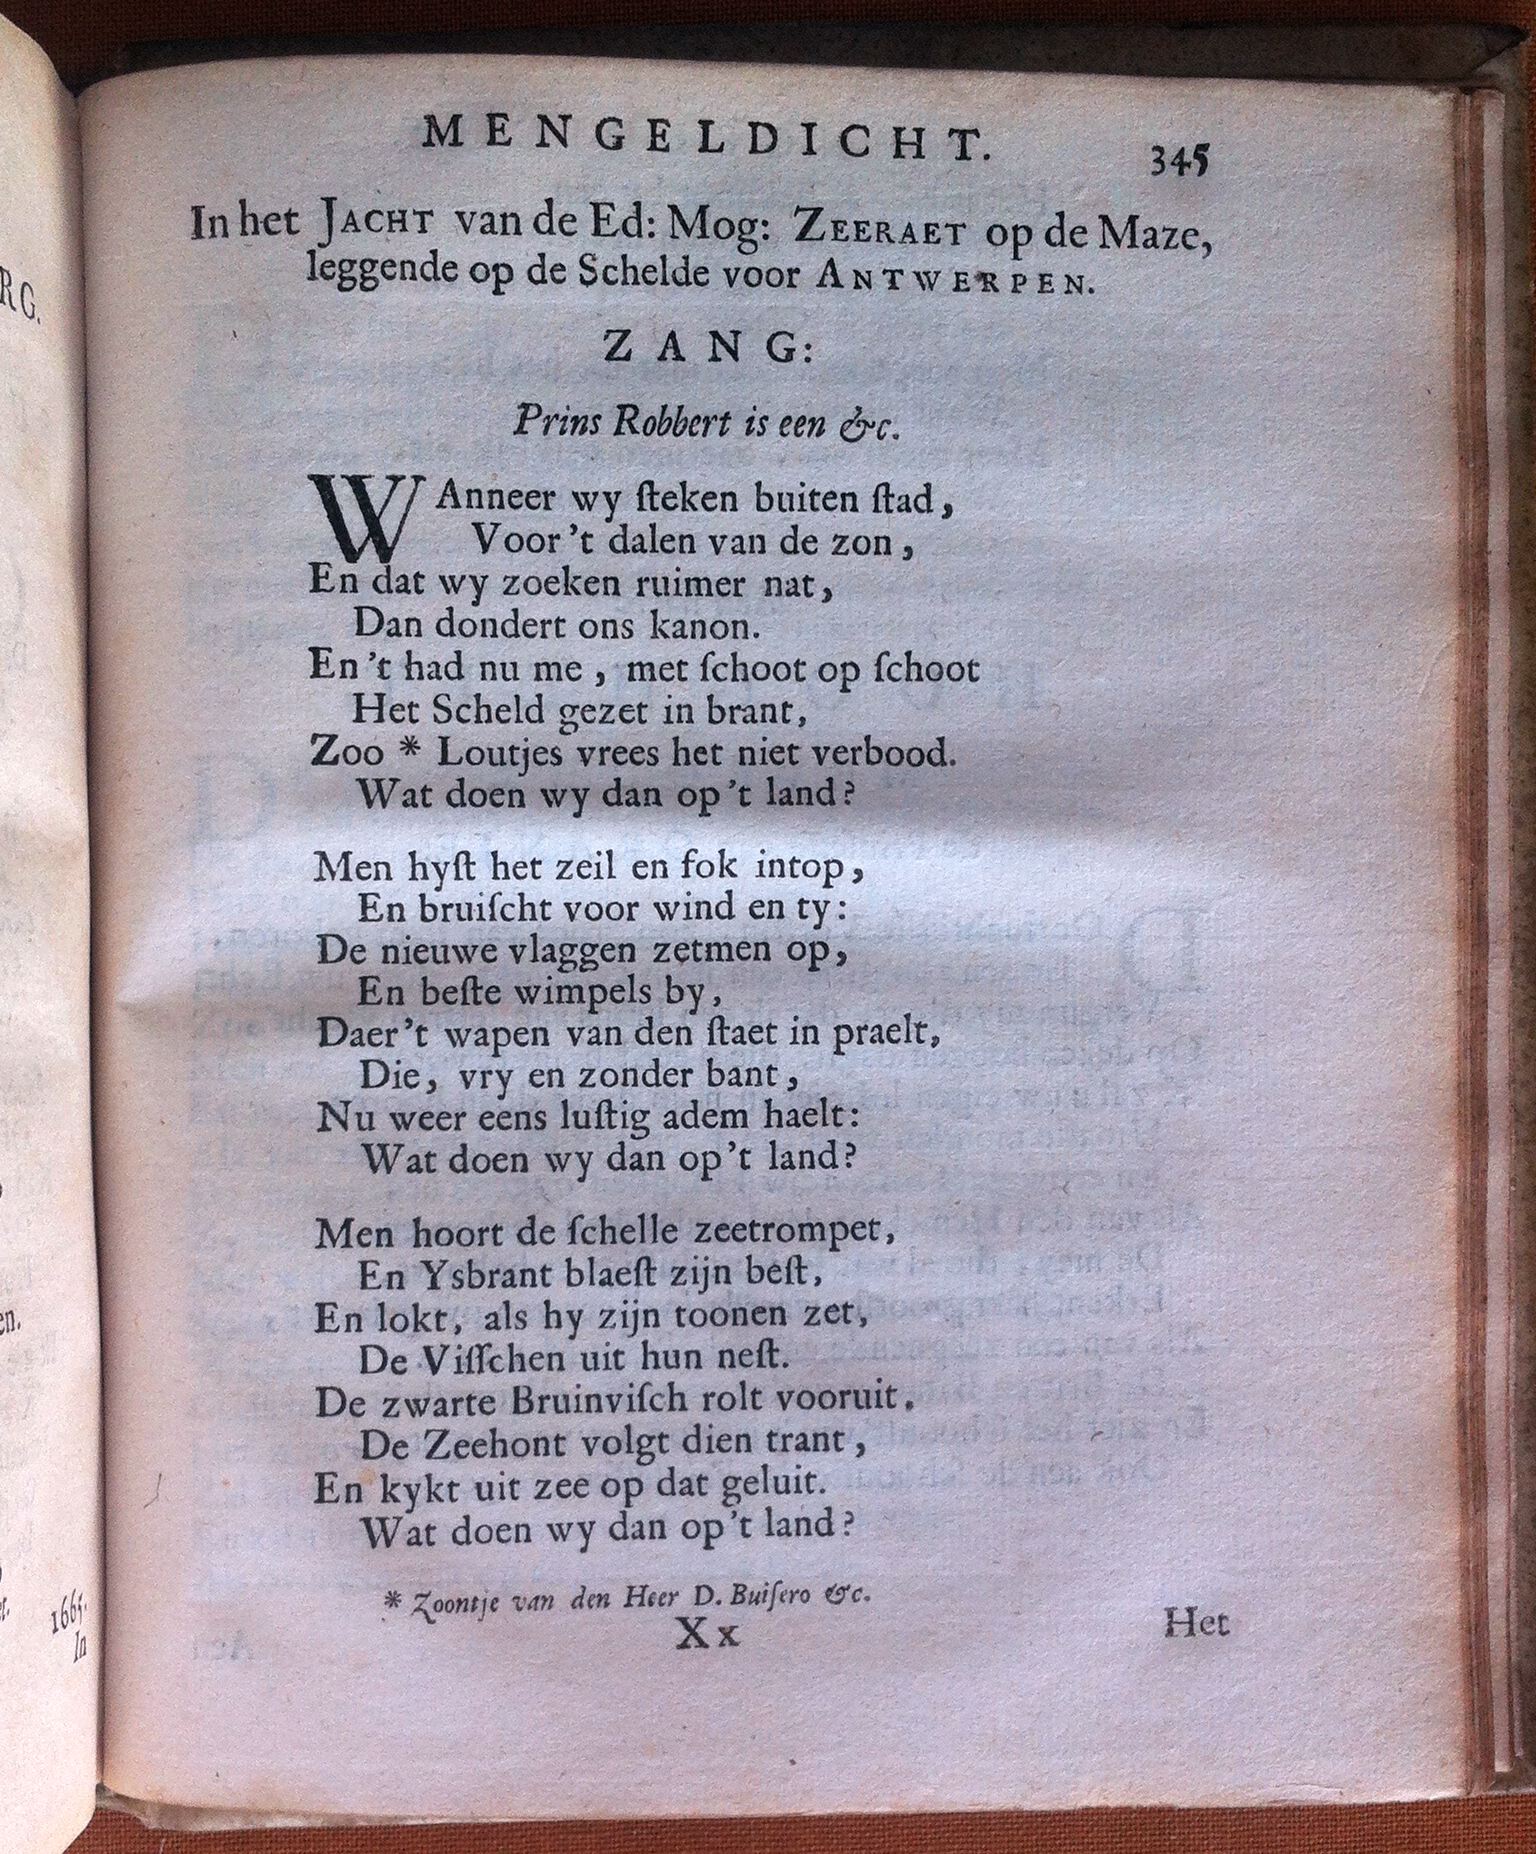 MENGELDICHT. 345
In het JACHT van de Ed: Mog: ZEERAET op de Maze,
leggende op de Schelde voor ANTWERPEN.
ZANG:
Prins Robbert is een &c.
WAnneer wy ſteken buiten ſtad,
Voor 't dalen van de zon,
En dat wy zoeken ruimer nat,
Dan dondert ons kanon.
En 't had nu me, met ſchoot op ſchoot
Het Scheld gezet in brant,
Zoo * Loutjes vrees het niet verbood.
Wat doen wy dan op 't land?
Men hyſt het zeil en fok intop,
En bruiſcht voor wind en ty:
De nieuwe vlaggen zetmen op,
En beſte wimpels by,
Daer 't wapen van den ſtaet in praelt,
Die, vry en zonder bant,
Nu weer eens luſtig adem haelt:
Wat doen wy dan op 't land?
Men hoort de ſchelle zeetrompet,
En Ysbrant blaeſt zijn beſt,
En lokt, als hy zijn toonen zet,
De Viſſchen uit hun neſt.
De zwarte Bruinviſch rolt vooruit.
De Zeehont volgt dien trant,
En kykt uit zee op dat geluit.
Wat doen wy dan op 't land?
* Zoontje van den Heer D. Buiſero &c.
Xx Het
RG.
en.
1665.
In